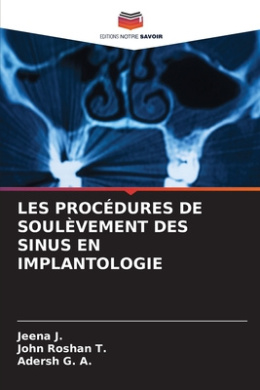 EDITIONS NOTRE SAVOIR
LES PROCÉDURES DE
SOULÈVEMENT DES
SINUS EN
IMPLANTOLOGIE
Jeena J.
John Roshan T.
Adersh G. A.